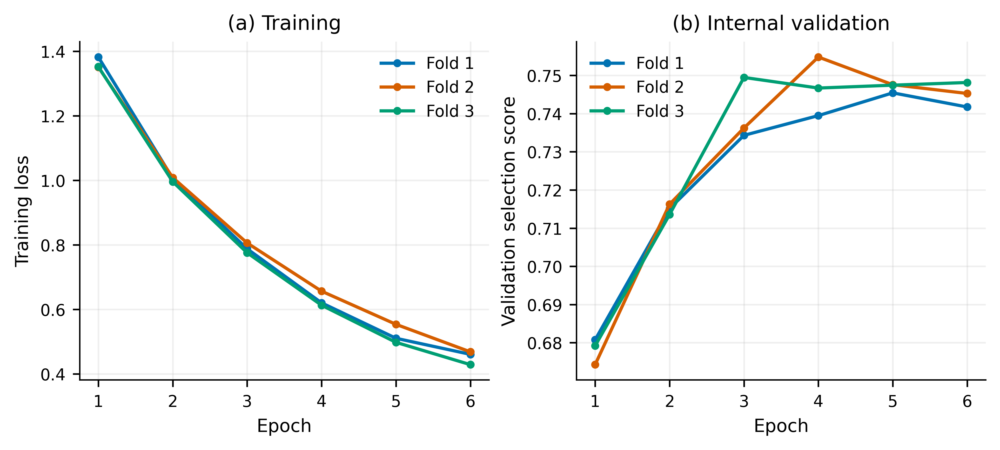 (a) Training
Training loss
1.4
1.2
1.0
0.8
0.6
0.4
Fold 1
Fold 2
Fold 3
1 2 3 4 5 6
Epoch
(b) Internal validation
Validation selection score
0.75
0.74
0.73
0.72
0.71
0.70
0.69
0.68
Fold 1
Fold 2
Fold 3
1 2 3 4 5 6
Epoch